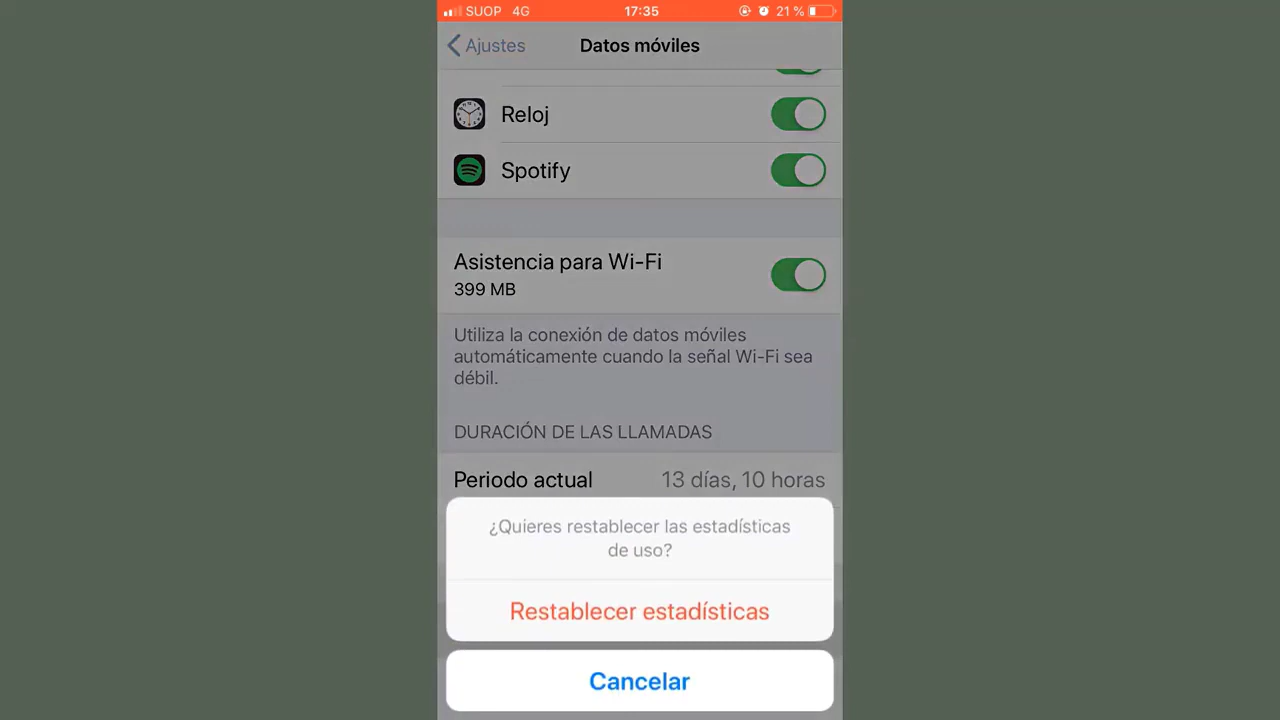 SUOP 4G 17:35 21 %
Ajustes Datos móviles
Reloj
Spotify
Asistencia para Wi-Fi
399 MB
Utiliza la conexión de datos móviles
automáticamente cuando la señal Wi-Fi sea
débil.
DURACIÓN DE LAS LLAMADAS
Periodo actual 13 días, 10 horas
¿Quieres restablecer las estadísticas
de uso?
Restablecer estadísticas
Cancelar